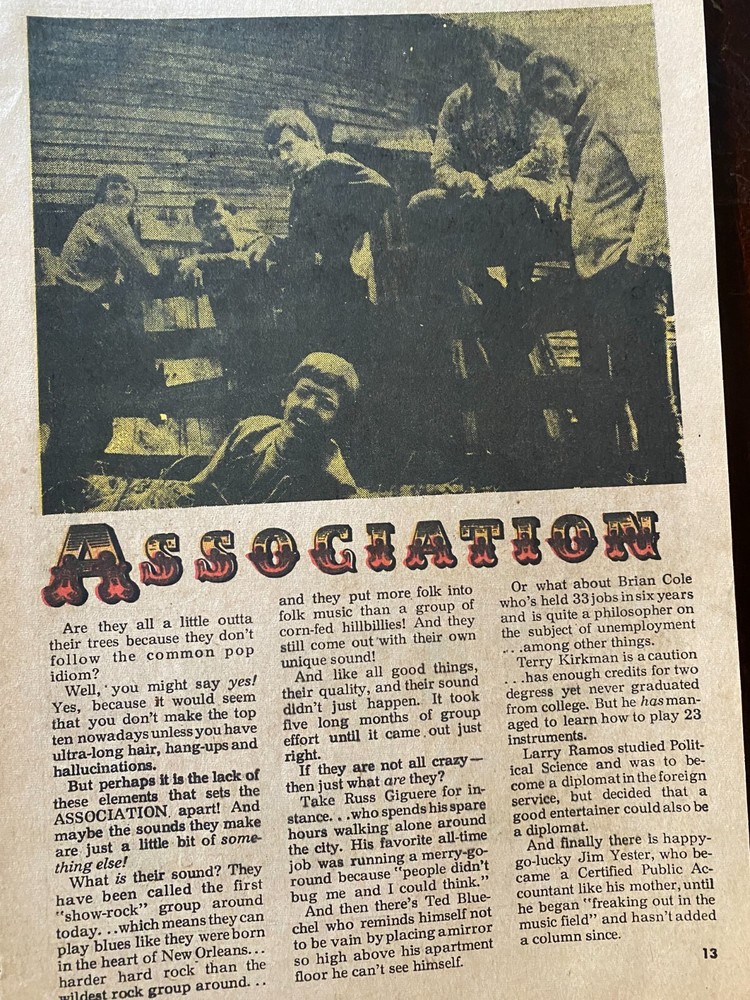 ASSOCIATION
Are they all a little outta
their trees because they don't
follow the common pop
idiom?
Well, you might say yes!
Yes, because it would seem
that you don't make the top
ten nowadays unless you have
ultra-long hair, hang-ups and
hallucinations.
But perhaps it is the lack of
these elements that sets the
ASSOCIATION apart! And
maybe the sounds they make
are just a little bit of some-
thing else!
What is their sound? They
have been called the first
"show-rock" group around
today. . .which means they can
play blues like they were born
in the heart of New Orleans. . .
harder hard rock than the
wildest rock group around. . .
and they put more folk into
folk music than a group of
corn-fed hillbillies! And they
still come out with their own
unique sound!
And like all good things,
their quality, and their sound
didn't just happen. It took
five long months of group
effort until it came out just
right.
If they are not all crazy—
then just what are they?
Take Russ Giguere for in-
stance. . .who spends his spare
hours walking alone around
the city. His favorite all-time
job was running a merry-go-
round because "people didn't
bug me and I could think."
And then there's Ted Blue-
chel who reminds himself not
to be vain by placing a mirror
so high above his apartment
floor he can't see himself.
Or what about Brian Cole
who's held 33 jobs in six years
and is quite a philosopher on
the subject of unemployment
. . .among other things.
Terry Kirkman is a caution
. . .has enough credits for two
degrees yet never graduated
from college. But he has man-
aged to learn how to play 23
instruments.
Larry Ramos studied Polit-
ical Science and was to be-
come a diplomat in the foreign
service, but decided that a
good entertainer could also be
a diplomat.
And finally there is happy-
go-lucky Jim Yester, who be-
came a Certified Public Ac-
countant like his mother, until
he began "freaking out in the
music field" and hasn't added
a column since.
13